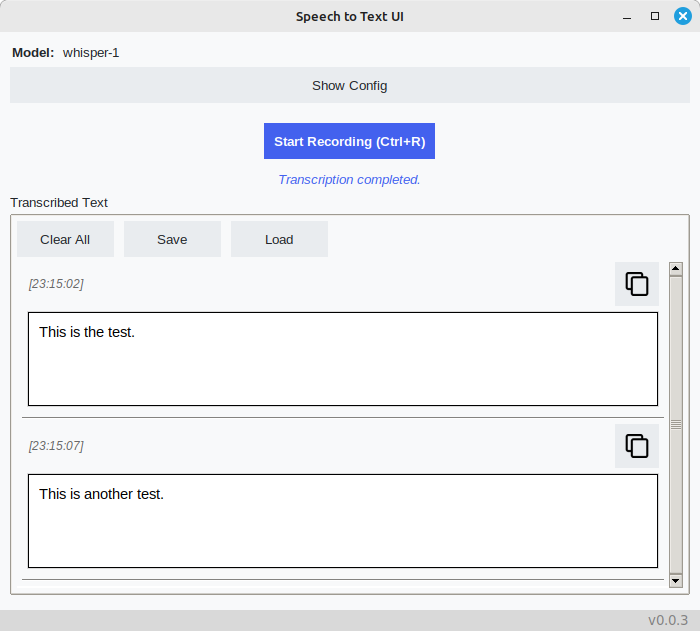 Speech to Text UI
Model: whisper-1
Show Config
Start Recording (Ctrl+R)
Transcription completed.
Transcribed Text
Clear All Save Load
[23:15:02]
This is the test.
[23:15:07]
This is another test.
v0.0.3